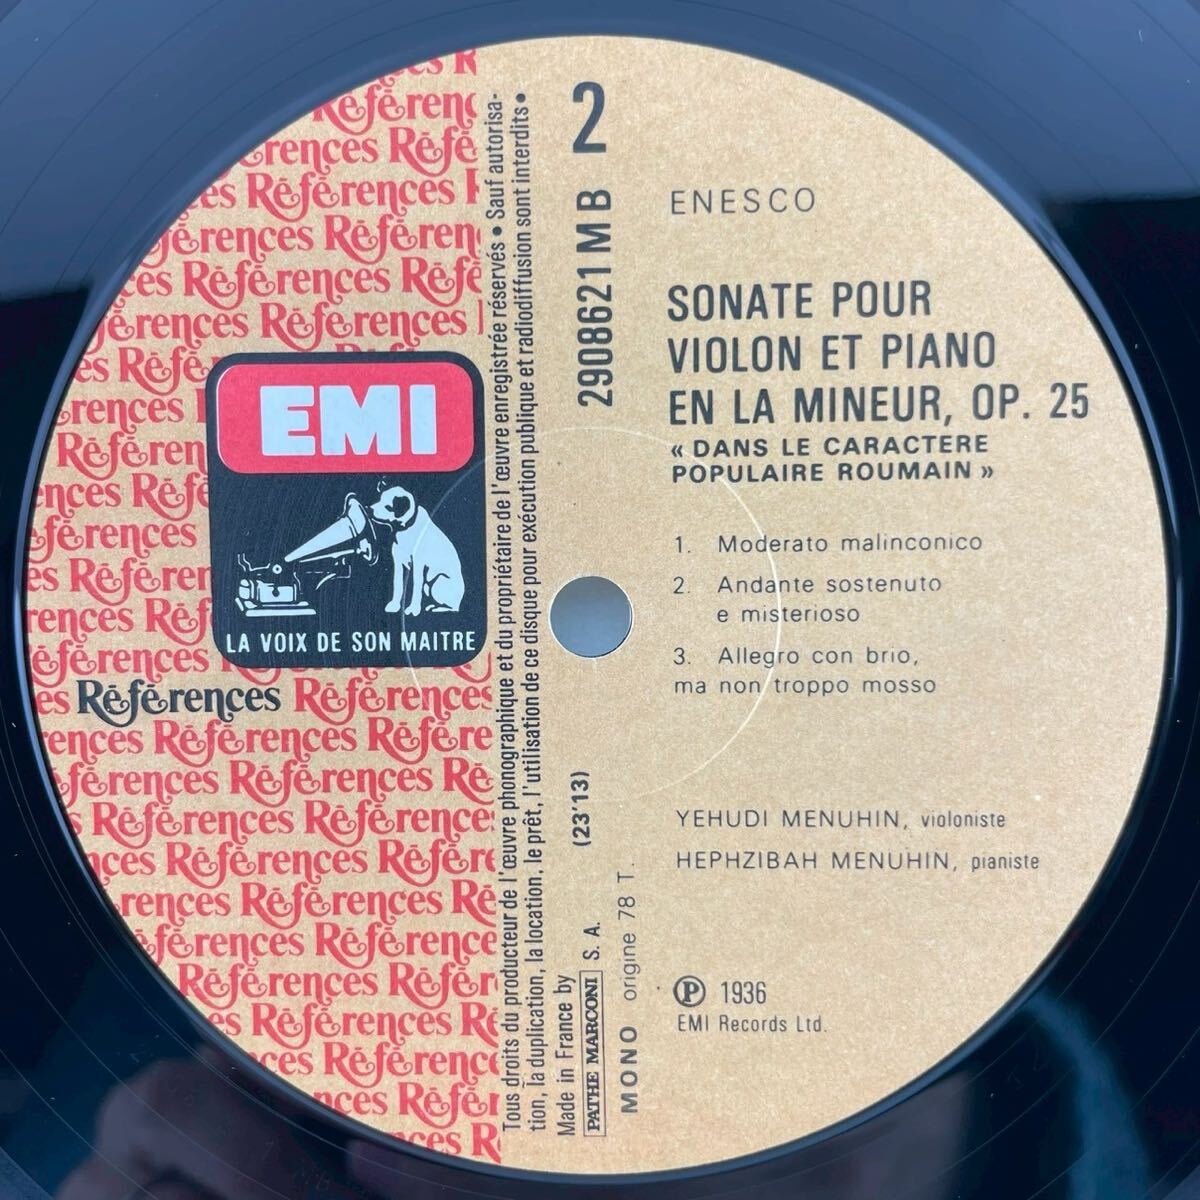 2
2908621 MB
ENESCO
SONATE POUR
VIOLON ET PIANO
EN LA MINEUR, OP. 25
« DANS LE CARACTERE
POPULAIRE ROUMAIN »
1. Moderato malinconico
2. Andante sostenuto
e misterioso
3. Allegro con brio,
ma non troppo mosso
YEHUDI MENUHIN, violoniste
HEPHZIBAH MENUHIN, pianiste
(23'13)
MONO origine 78 T.
℗ 1936
EMI Records Ltd.
EMI
LA VOIX DE SON MAITRE
Références
Tous droits du producteur de l'œuvre phonographique et du propriétaire de l'œuvre enregistrée réservés • Sauf autorisa-
tion, la duplication, la location, le prêt, l'utilisation de ce disque pour exécution publique et radiodiffusion sont interdits •
Made in France by
PATHE MARCONI S. A.